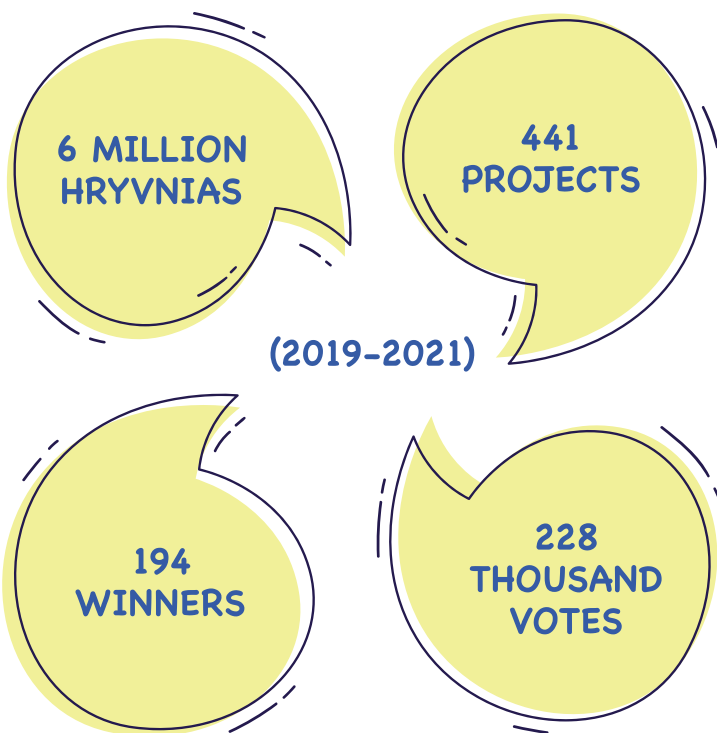 6 MILLION
HRYVNIAS
441
PROJECTS
(2019-2021)
194
WINNERS
228
THOUSAND
VOTES